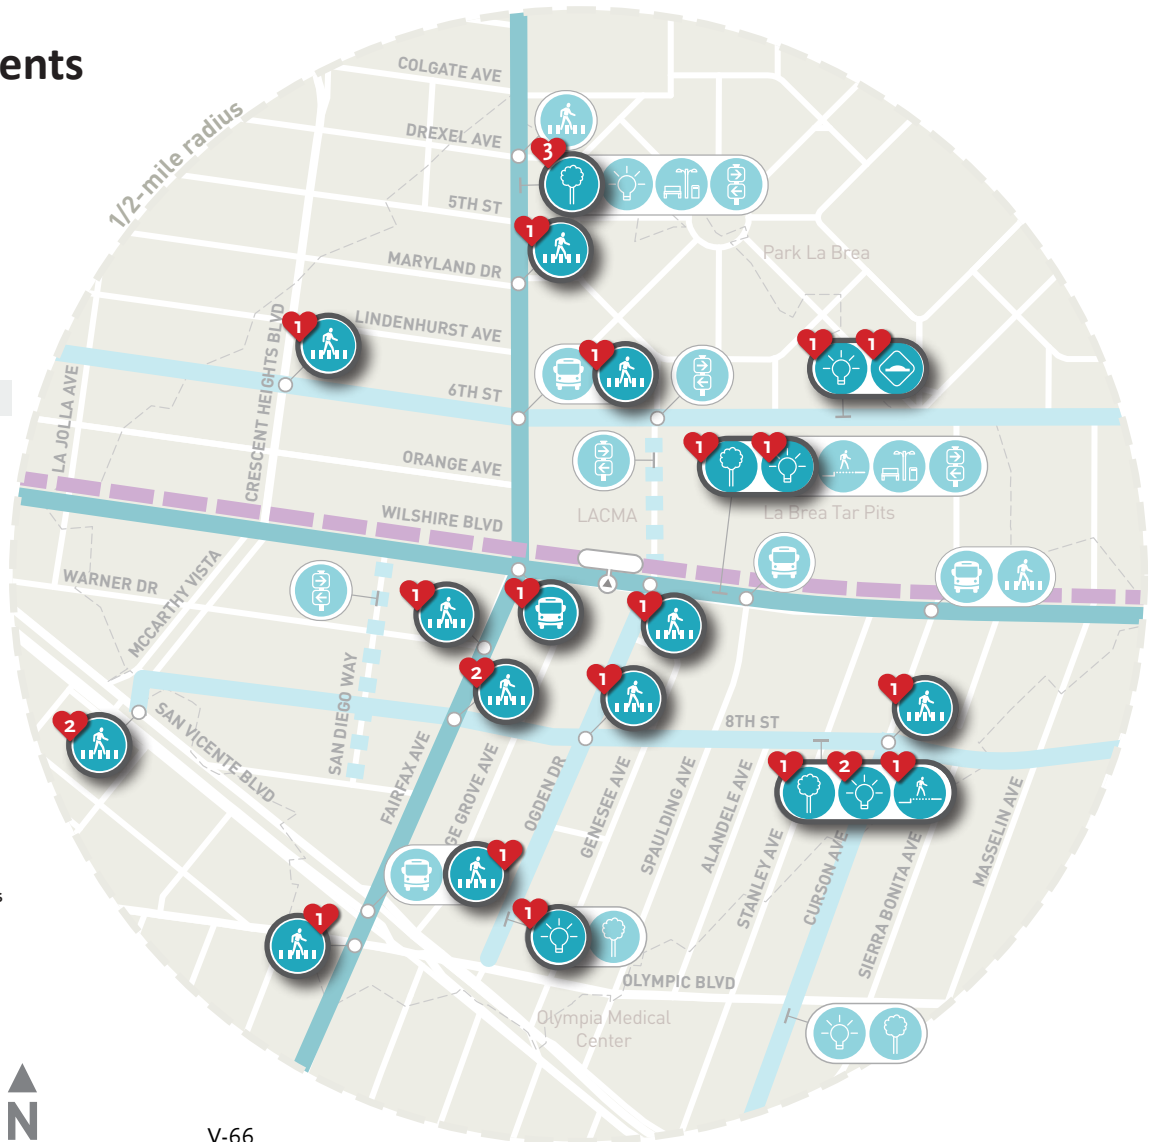 ents
1/2-mile radius
COLGATE AVE
DREXEL AVE
3
5TH ST
1
MARYLAND DR
Park La Brea
LINDENHURST AVE
1
1
1
1
6TH ST
LA JOLLA AVE
CRESCENT HEIGHTS BLVD
ORANGE AVE
1
1
WILSHIRE BLVD
LACMA
La Brea Tar Pits
WARNER DR
MCCARTHY VISTA
1
1
1
2
1
1
2
SAN VICENTE BLVD
SAN DIEGO WAY
8TH ST
FAIRFAX AVE
GE GROVE AVE
OGDEN DR
GENESEE AVE
SPAULDING AVE
ALANDELE AVE
STANLEY AVE
CURSON AVE
SIERRA BONITA AVE
MASSELIN AVE
1
2
1
1
1
1
s
OLYMPIC BLVD
Olympia Medical
Center
N
V-66